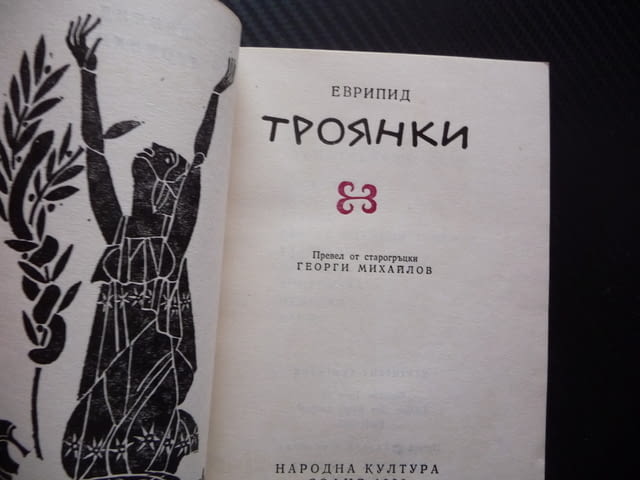 ЕВРИПИД
ТРОЯНКИ
Превел от старогръцки
ГЕОРГИ МИХАЙЛОВ
НАРОДНА КУЛТУРА